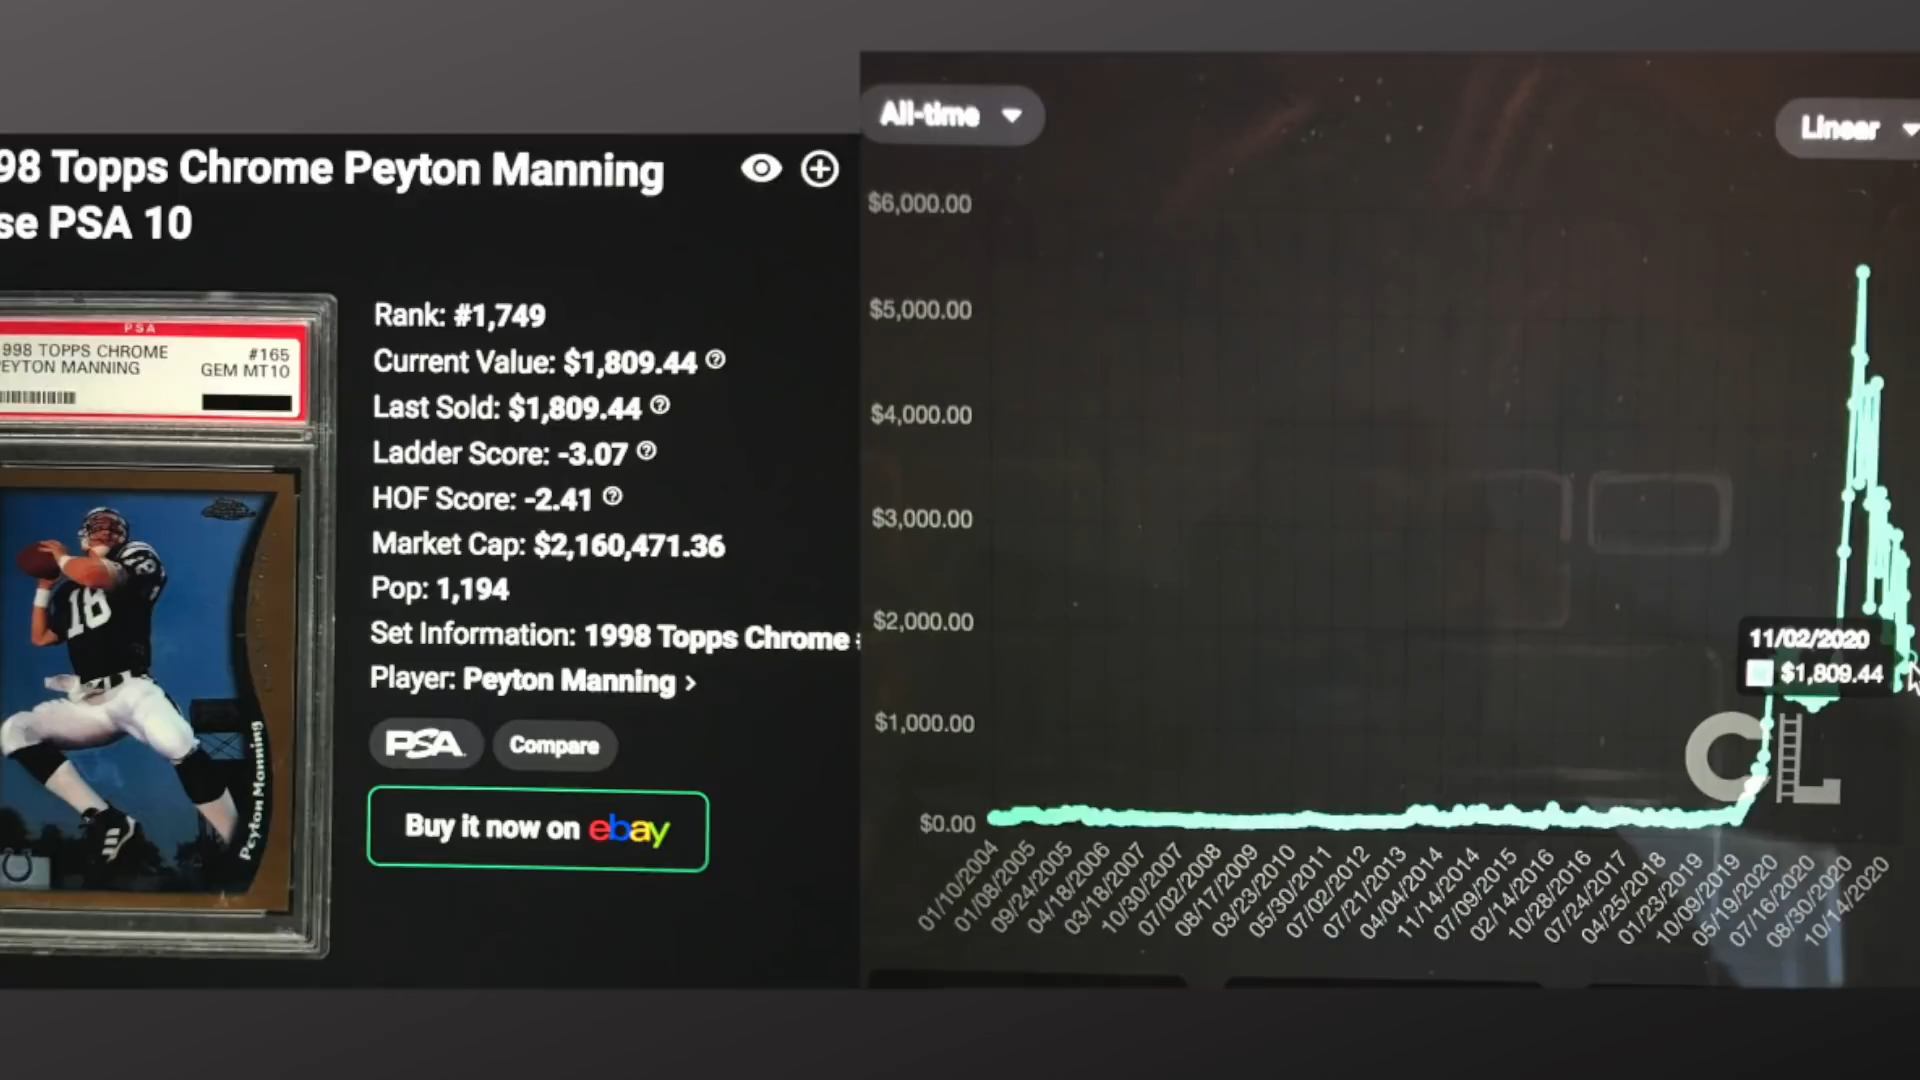 98 Topps Chrome Peyton Manning
se PSA 10
PSA
998 TOPPS CHROME #165
PEYTON MANNING GEM MT10
18
Peyton Manning
Rank: #1,749
Current Value: $1,809.44
Last Sold: $1,809.44
Ladder Score: -3.07
HOF Score: -2.41
Market Cap: $2,160,471.36
Pop: 1,194
Set Information: 1998 Topps Chrome
Player: Peyton Manning >
PSA Compare
Buy it now on ebay
All-time
Linear
$6,000.00
$5,000.00
$4,000.00
$3,000.00
$2,000.00
$1,000.00
$0.00
11/02/2020
$1,809.44
CL
01/10/2004
01/08/2005
09/24/2005
04/18/2006
03/18/2007
10/30/2007
07/02/2008
08/17/2009
03/23/2010
05/30/2011
07/02/2012
07/21/2013
04/04/2014
11/14/2014
07/09/2015
02/14/2016
10/28/2016
07/24/2017
04/25/2018
01/23/2019
10/09/2019
05/19/2020
07/16/2020
08/30/2020
10/14/2020